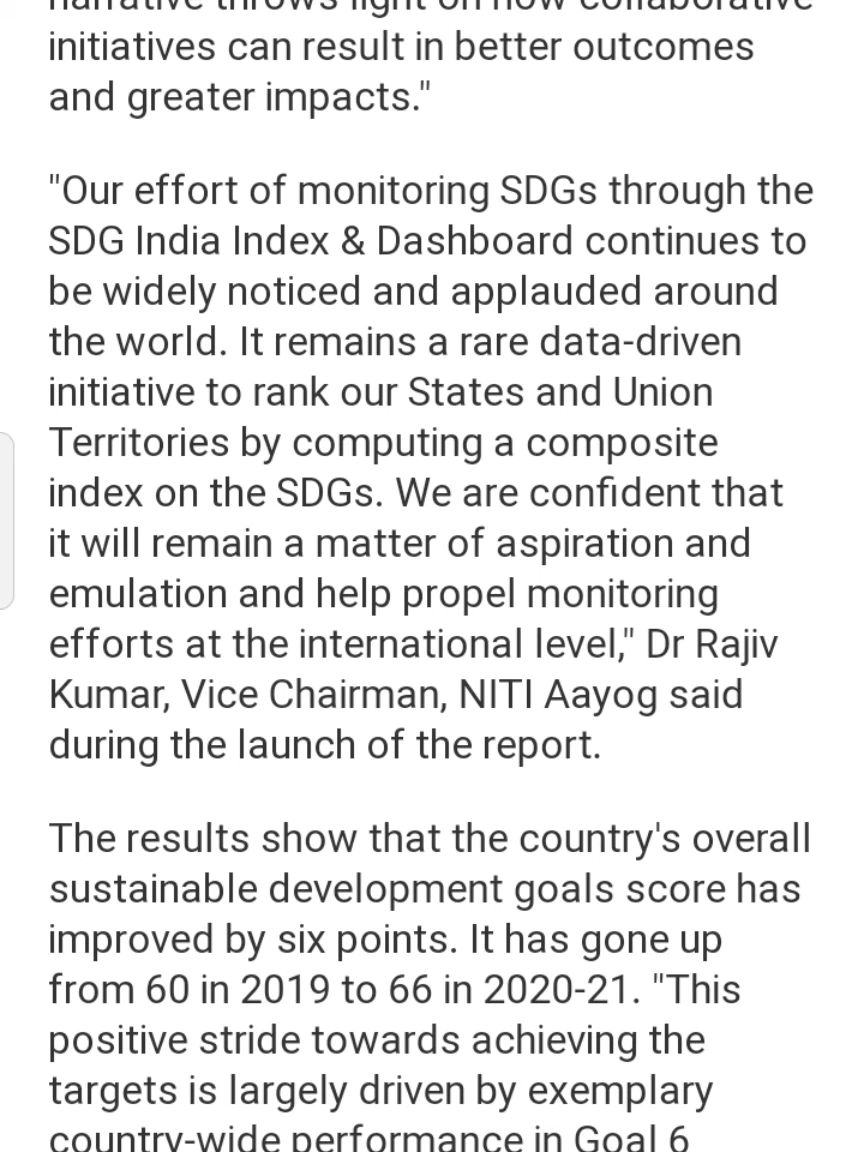 narrative throws light on how collaborative
initiatives can result in better outcomes
and greater impacts."
"Our effort of monitoring SDGs through the
SDG India Index & Dashboard continues to
be widely noticed and applauded around
the world. It remains a rare data-driven
initiative to rank our States and Union
Territories by computing a composite
index on the SDGs. We are confident that
it will remain a matter of aspiration and
emulation and help propel monitoring
efforts at the international level," Dr Rajiv
Kumar, Vice Chairman, NITI Aayog said
during the launch of the report.
The results show that the country's overall
sustainable development goals score has
improved by six points. It has gone up
from 60 in 2019 to 66 in 2020-21. "This
positive stride towards achieving the
targets is largely driven by exemplary
country-wide performance in Goal 6